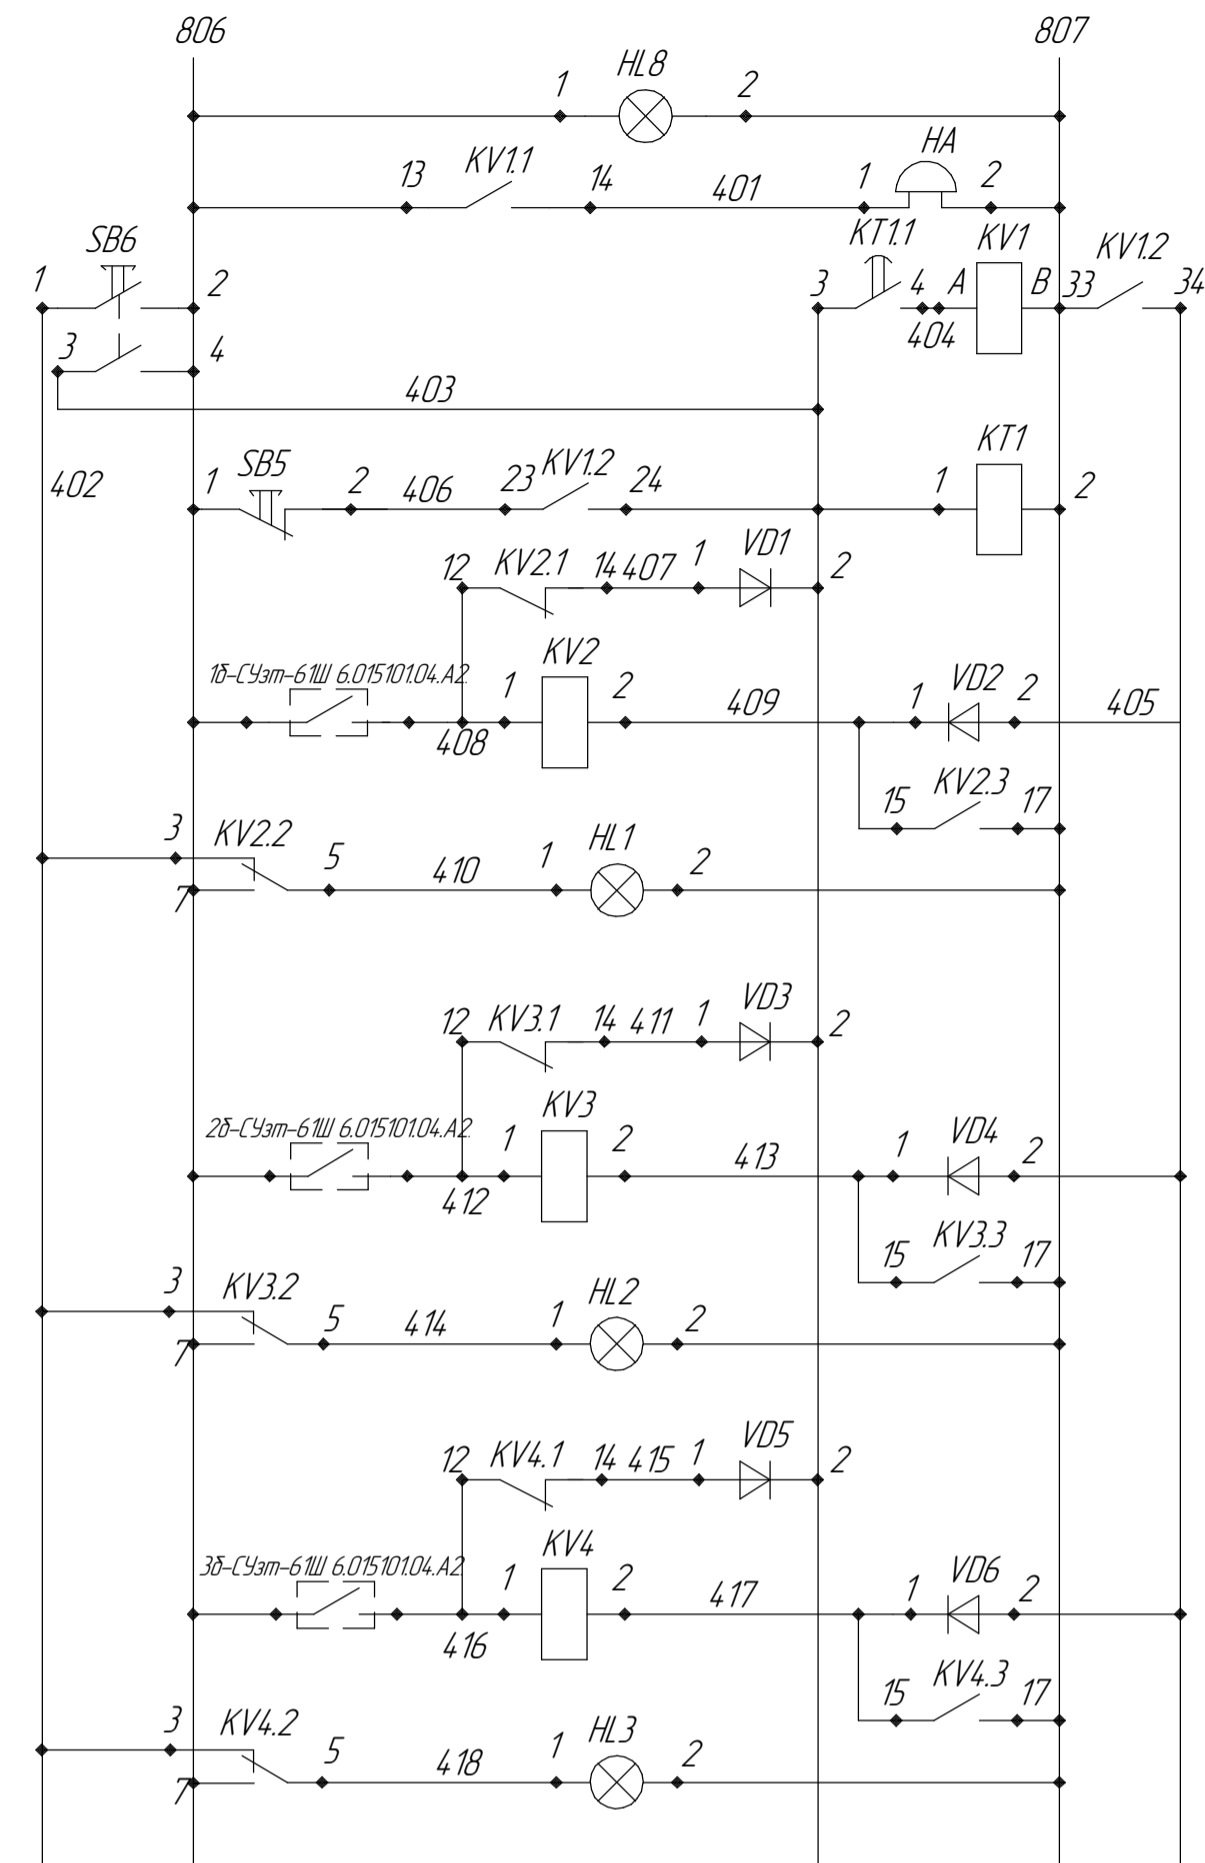 806 807
HL8
1 2
HA
13 KV1.1 14 401 1 2
SB6 KT1.1 KV1 KV1.2
1 2 3 4 A B 33 34
404
3 4
403
KT1
402 1 SB5 2 406 23 KV1.2 24 1 2
12 KV2.1 14 407 1 VD1 2
1б-СУэт-61Ш 6.015101.04.А2.
KV2
1 2 409 1 VD2 2 405
408
15 KV2.3 17
3 KV2.2 5 410 1 HL1 2
7
12 KV3.1 14 411 1 VD3 2
2б-СУэт-61Ш 6.015101.04.А2.
KV3
1 2 413 1 VD4 2
412
15 KV3.3 17
3 KV3.2 5 414 1 HL2 2
7
12 KV4.1 14 415 1 VD5 2
3б-СУэт-61Ш 6.015101.04.А2.
KV4
1 2 417 1 VD6 2
416
15 KV4.3 17
3 KV4.2 5 418 1 HL3 2
7